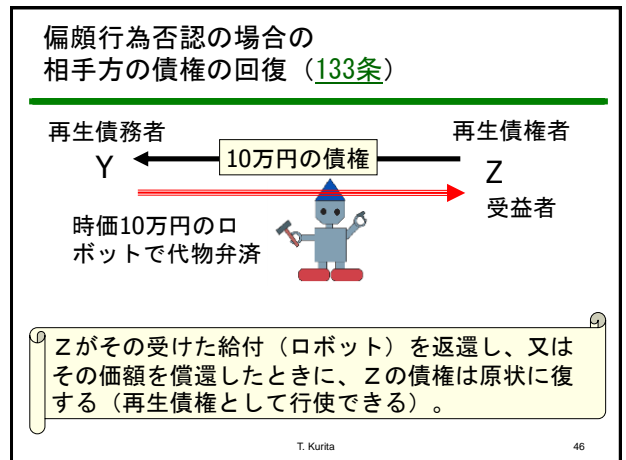 偏頗行為否認の場合の
相手方の債権の回復（133条）
再生債務者
再生債権者
Y
10万円の債権
Z
受益者
時価10万円のロ
ボットで代物弁済
Ｚがその受けた給付（ロボット）を返還し、又は
その価額を償還したときに、Ｚの債権は原状に復
する（再生債権として行使できる）。
T. Kurita
46